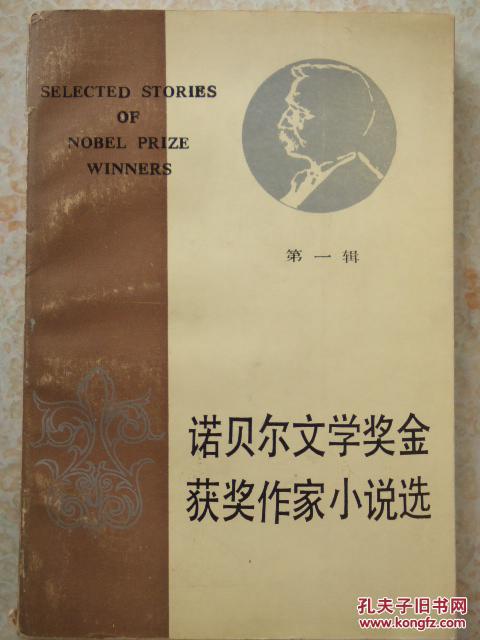 SELECTED STORIES
OF
NOBEL PRIZE
WINNERS
第一辑
诺贝尔文学奖金
获奖作家小说选
孔夫子旧书网
www.kongfz.com